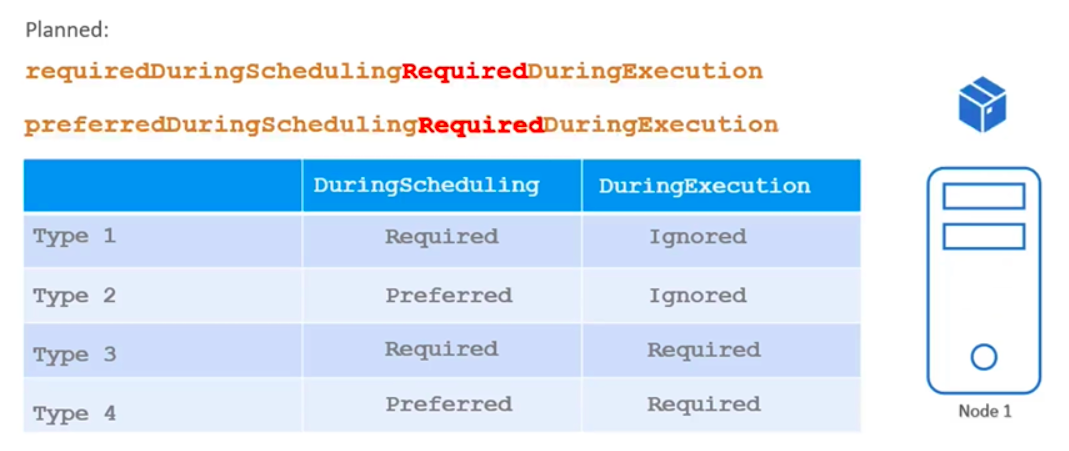 Planned:
requiredDuringSchedulingRequiredDuringExecution
preferredDuringSchedulingRequiredDuringExecution
DuringScheduling DuringExecution
Type 1 Required Ignored
Type 2 Preferred Ignored
Type 3 Required Required
Type 4 Preferred Required
Node 1